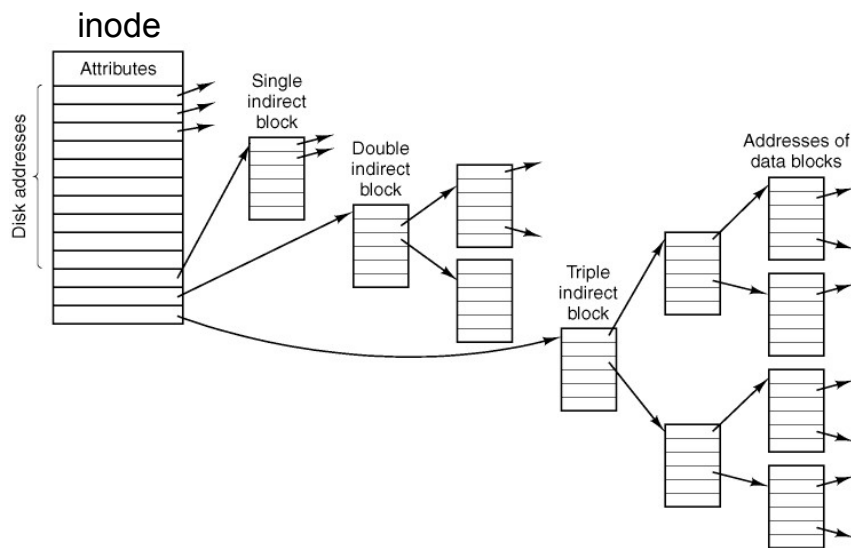 inode
Attributes
Disk addresses
Single
indirect
block
Double
indirect
block
Triple
indirect
block
Addresses of
data blocks